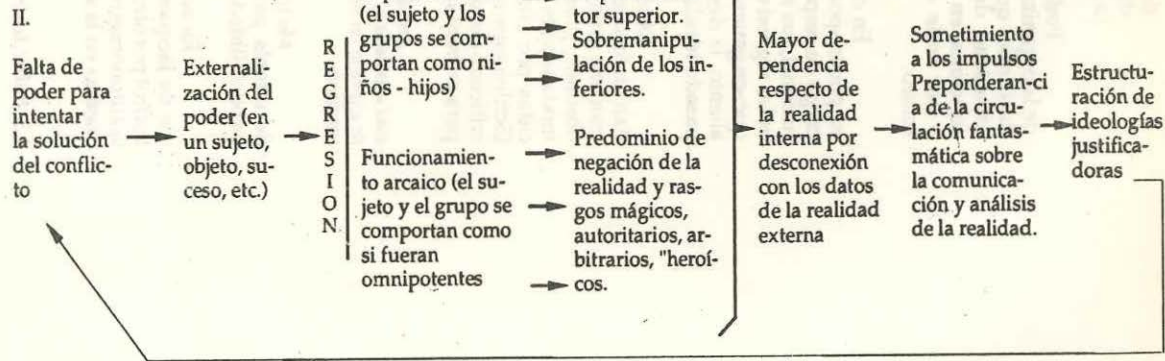 II.
Falta de
poder para
intentar
la solución
del conflic-
to
Externali-
zación del
poder (en
un sujeto,
objeto, su-
ceso, etc.)
REGRESION
(el sujeto y los
grupos se com-
portan como ni-
ños - hijos)
Funcionamien-
to arcaico (el su-
jeto y el grupo se
comportan como
si fueran
omnipotentes
tor superior.
Sobremanipu-
lación de los in-
feriores.
Predominio de
negación de la
realidad y ras-
gos mágicos,
autoritarios, ar-
bitrarios, "heroí-
cos.
Mayor de-
pendencia
respecto de
la realidad
interna por
desconexión
con los datos
de la realidad
externa
Sometimiento
a los impulsos
Preponderan-ci
a de la circu-
lación fantas-
mática sobre
la comunica-
ción y análisis
de la realidad.
Estructu-
ración de
ideologías
justifica-
doras